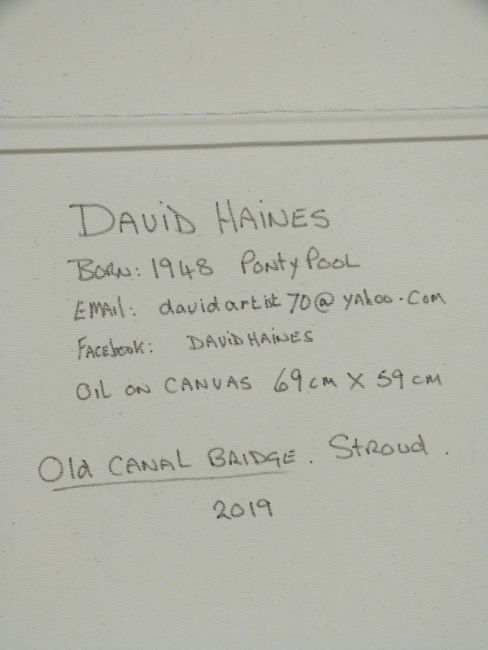 DAVID HAINES
BORN: 1948 PONTYPOOL
EMAIL: davidartist70@yahoo.com
FACEbook: DAVID HAINES
OIL ON CANVAS 69cm X 59cm
Old CANAL BRIDGE. Stroud.
2019